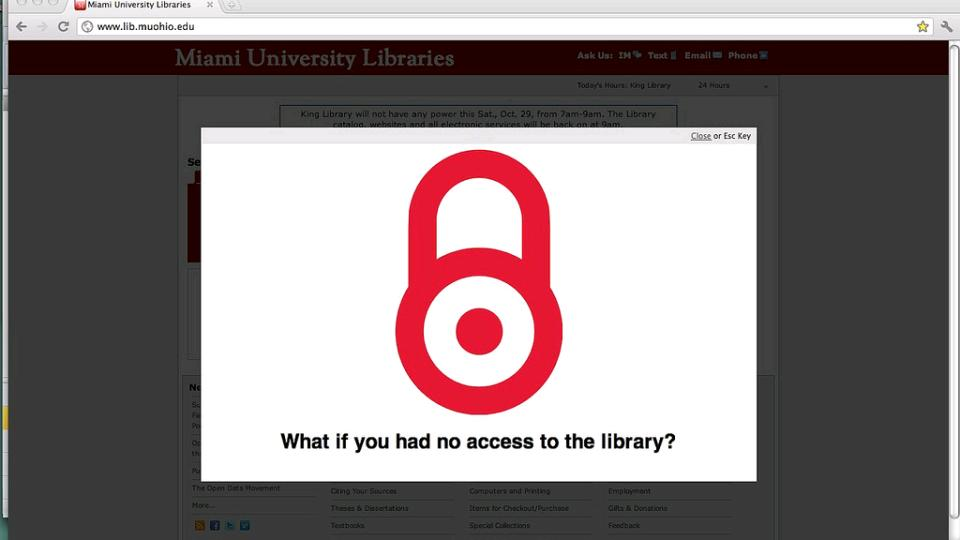 Miami University Libraries
www.lib.muohio.edu
Miami University Libraries
Ask Us: IM Text Email Phone
Today's Hours: King Library 24 Hours
King Library will not have any power this Sat., Oct. 29, from 7am-9am. The Library
catalog, websites and all electronic services will be back on at 9am.
Close or Esc Key
What if you had no access to the library?
The Open Data Movement
More...
Citing Your Sources
Theses & Dissertations
Textbooks
Computers and Printing
Items for Checkout/Purchase
Special Collections
Employment
Gifts & Donations
Feedback